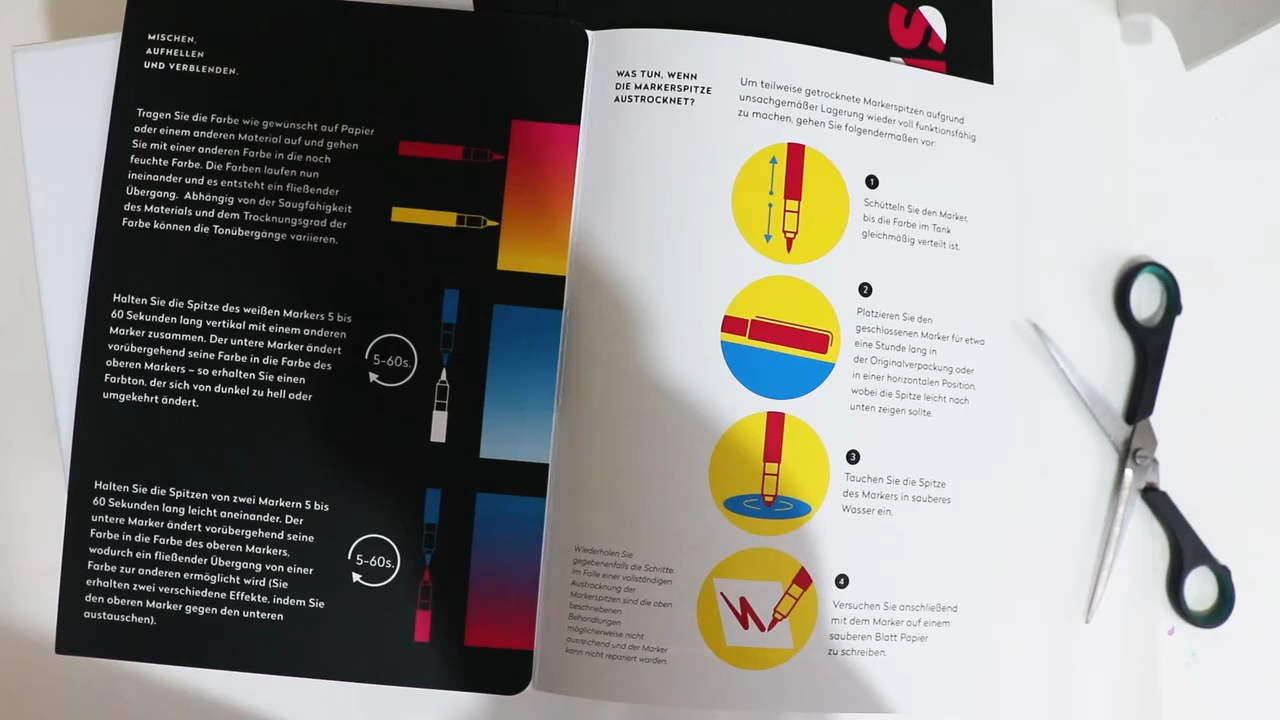 MISCHEN,
AUFHELLEN
UND VERBLENDEN.
Tragen Sie die Farbe wie gewünscht auf Papier
oder einem anderen Material auf und gehen
Sie mit einer anderen Farbe in die noch
feuchte Farbe. Die Farben laufen nun
ineinander und es entsteht ein fließender
Übergang. Abhängig von der Saugfähigkeit
des Materials und dem Trocknungsgrad der
Farbe können die Tonübergänge variieren.
Halten Sie die Spitze des weißen Markers 5 bis
60 Sekunden lang vertikal mit einem anderen
Marker zusammen. Der untere Marker ändert
vorübergehend seine Farbe in die Farbe des
oberen Markers – so erhalten Sie einen
Farbton, der sich von dunkel zu hell oder
umgekehrt ändert.
5-60s.
Halten Sie die Spitzen von zwei Markern 5 bis
60 Sekunden lang leicht aneinander. Der
untere Marker ändert vorübergehend seine
Farbe in die Farbe des oberen Markers,
wodurch ein fließender Übergang von einer
Farbe zur anderen ermöglicht wird (Sie
erhalten zwei verschiedene Effekte, indem Sie
den oberen Marker gegen den unteren
austauschen).
5-60s.
WAS TUN, WENN
DIE MARKERSPITZE
AUSTROCKNET?
Um teilweise getrocknete Markerspitzen aufgrund
unsachgemäßer Lagerung wieder voll funktionsfähig
zu machen, gehen Sie folgendermaßen vor:
1
Schütteln Sie den Marker,
bis die Farbe im Tank
gleichmäßig verteilt ist.
2
Platzieren Sie den
geschlossenen Marker für etwa
eine Stunde lang in
der Originalverpackung oder
in einer horizontalen Position,
wobei die Spitze leicht nach
unten zeigen sollte.
3
Tauchen Sie die Spitze
des Markers in sauberes
Wasser ein.
4
Versuchen Sie anschließend
mit dem Marker auf einem
sauberen Blatt Papier
zu schreiben.
Wiederholen Sie
gegebenenfalls die Schritte.
Im Falle einer vollständigen
Austrocknung der
Markerspitzen sind die oben
beschriebenen
Behandlungen
möglicherweise nicht
ausreichend und der Marker
kann nicht repariert warden.